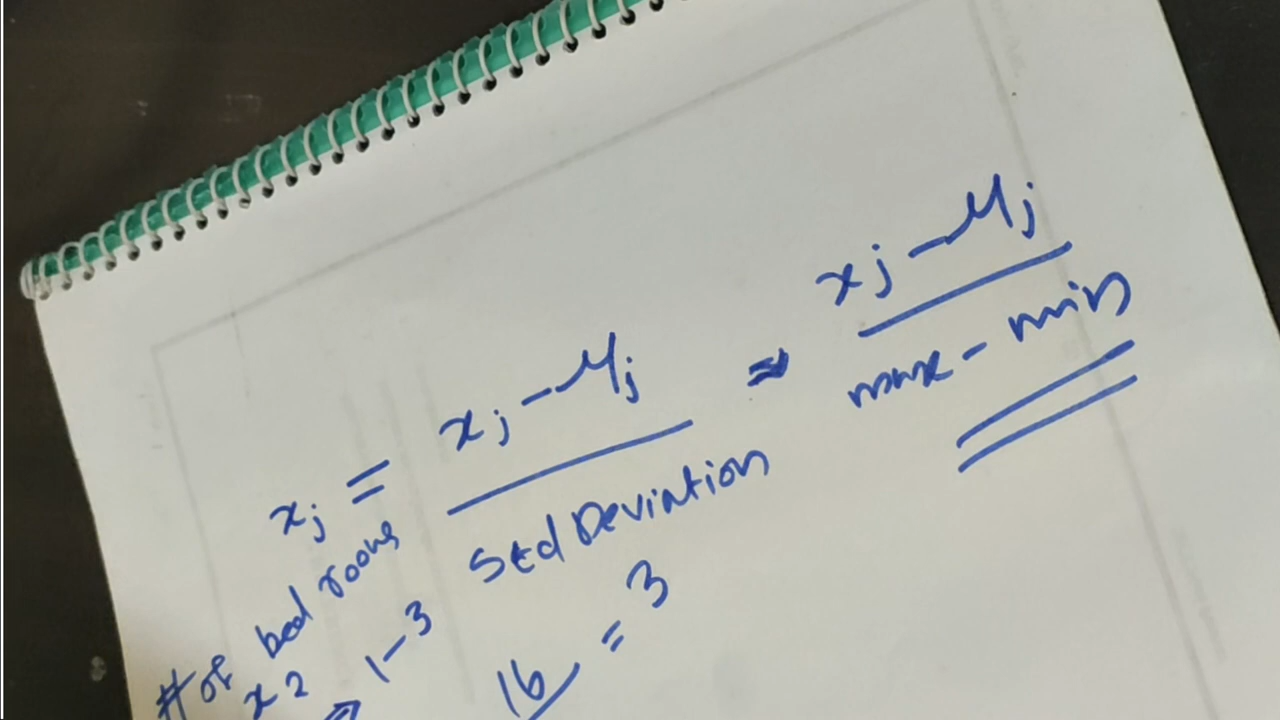 xj = xj - μj / Std Deviation ⇒ xj - μj / max - min
# of bed rooms
x2 ⇒ 1-3
16 = 3